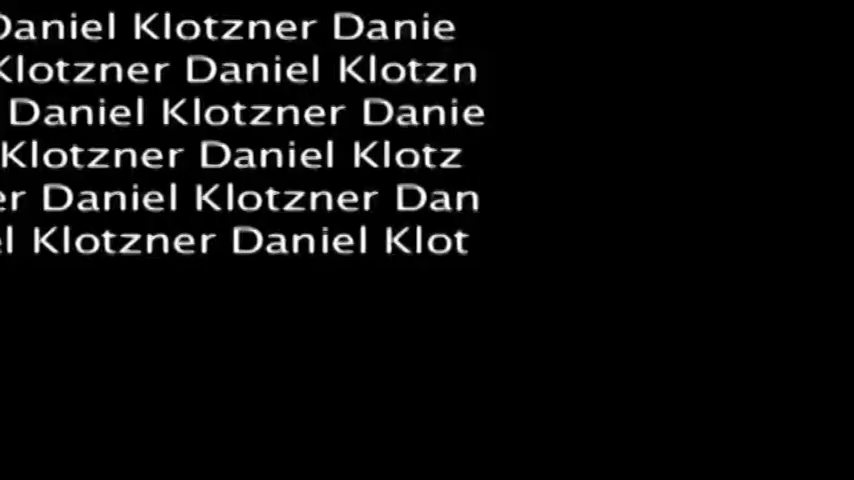 Daniel Klotzner Danie
Klotzner Daniel Klotzn
Daniel Klotzner Danie
Klotzner Daniel Klotz
er Daniel Klotzner Dan
el Klotzner Daniel Klot